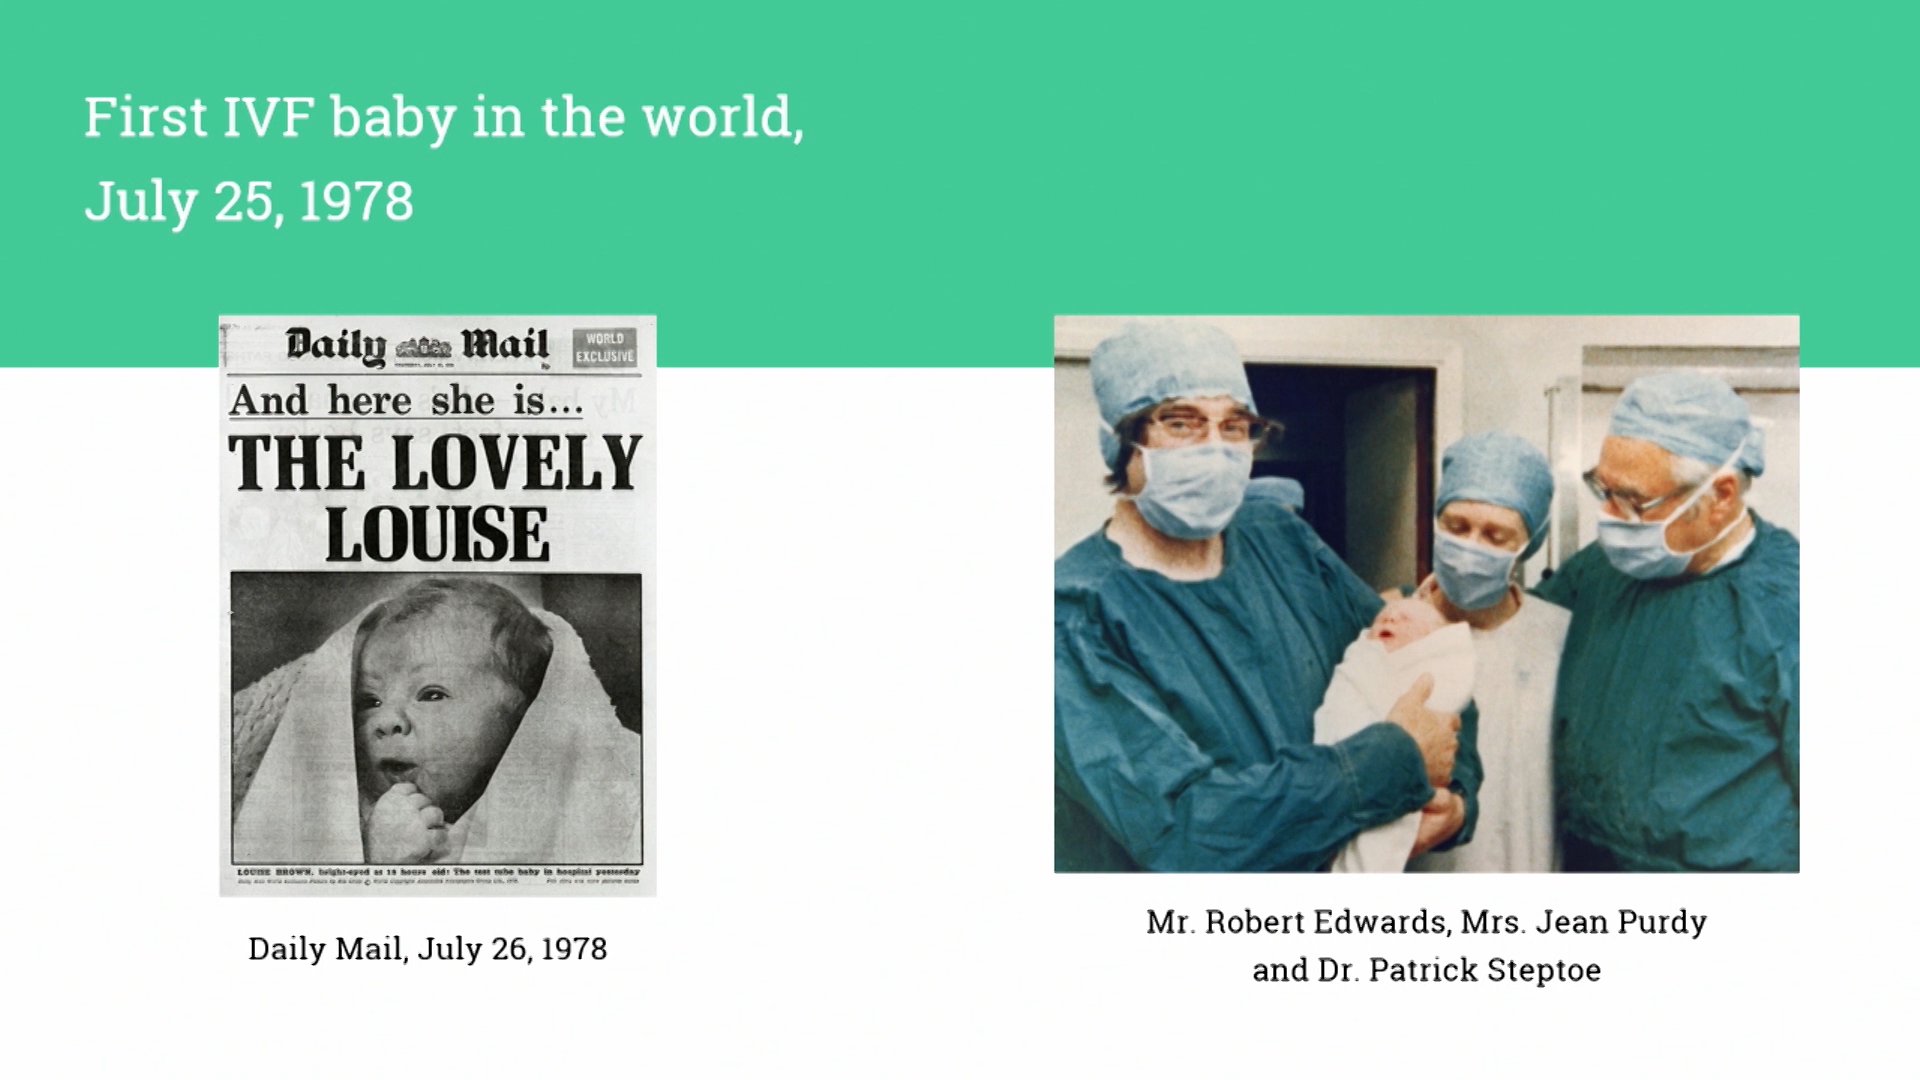 First IVF baby in the world,
July 25, 1978
Daily Mail
WORLD
EXCLUSIVE
And here she is...
THE LOVELY
LOUISE
LOUISE BROWN, bright-eyed at 18 hours old: The test tube baby in hospital yesterday
Daily Mail, July 26, 1978
Mr. Robert Edwards, Mrs. Jean Purdy
and Dr. Patrick Steptoe